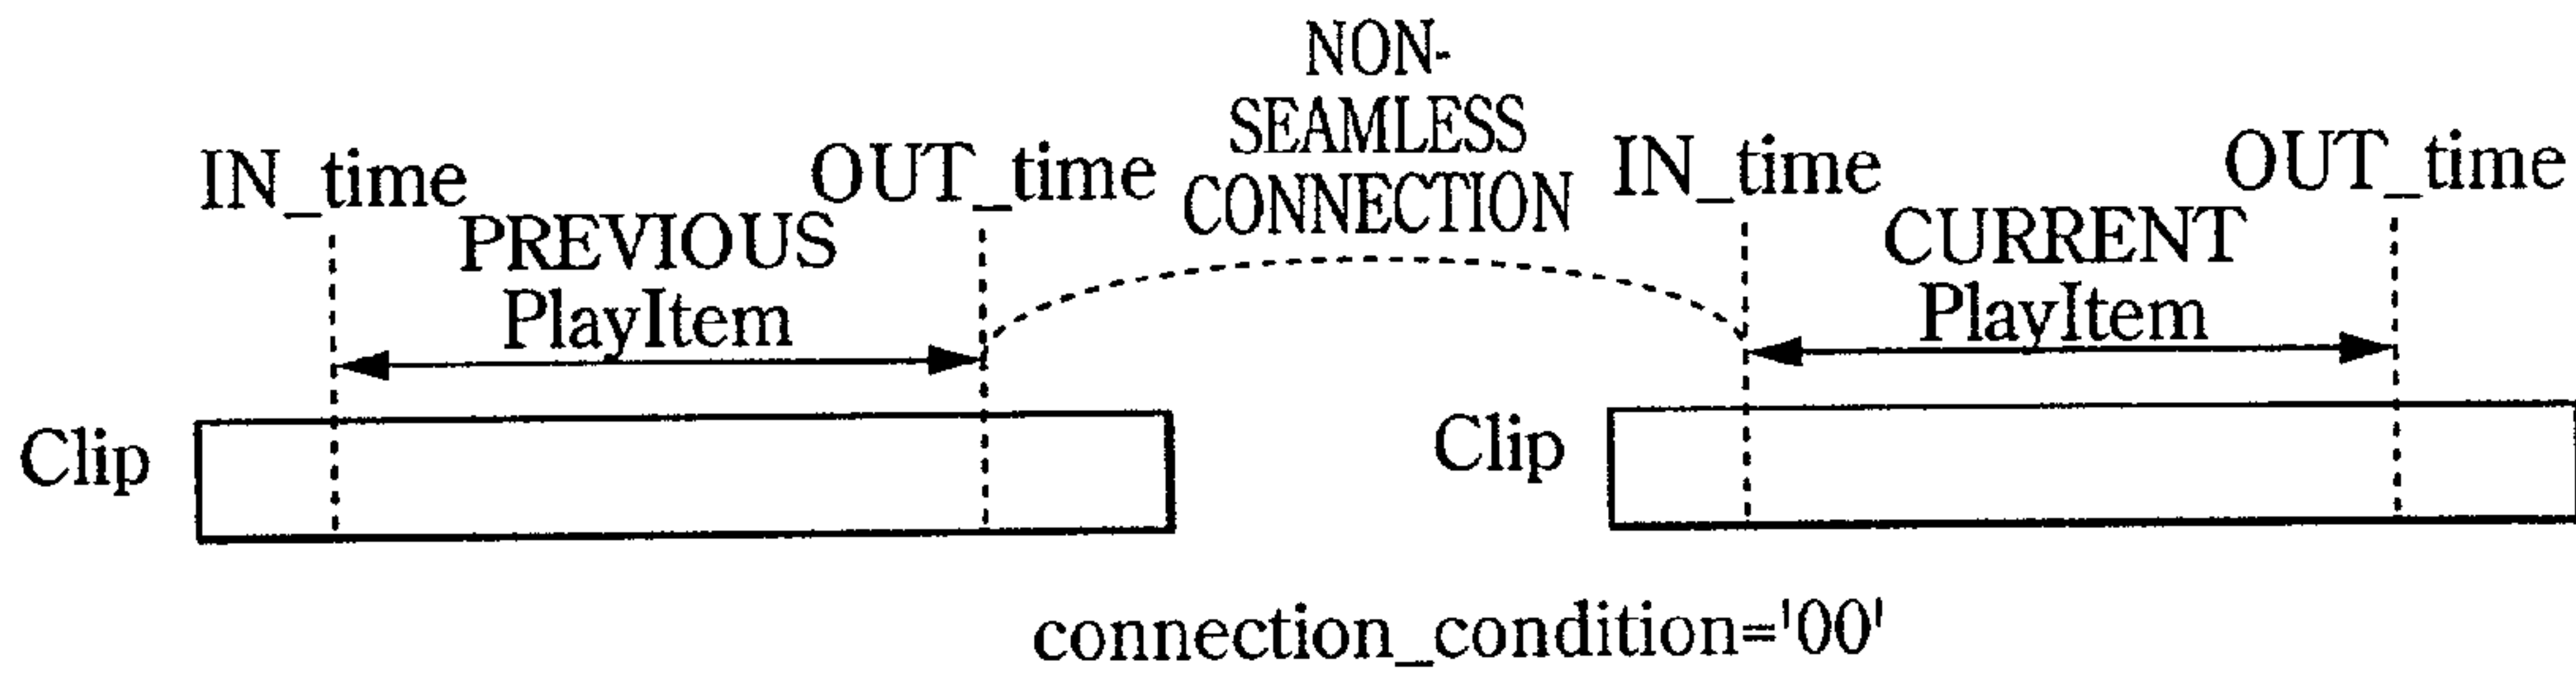 NON-
SEAMLESS
CONNECTION
IN_time
OUT_time
IN_time
OUT_time
PREVIOUS
PlayItem
CURRENT
PlayItem
Clip
Clip
connection_condition='00'